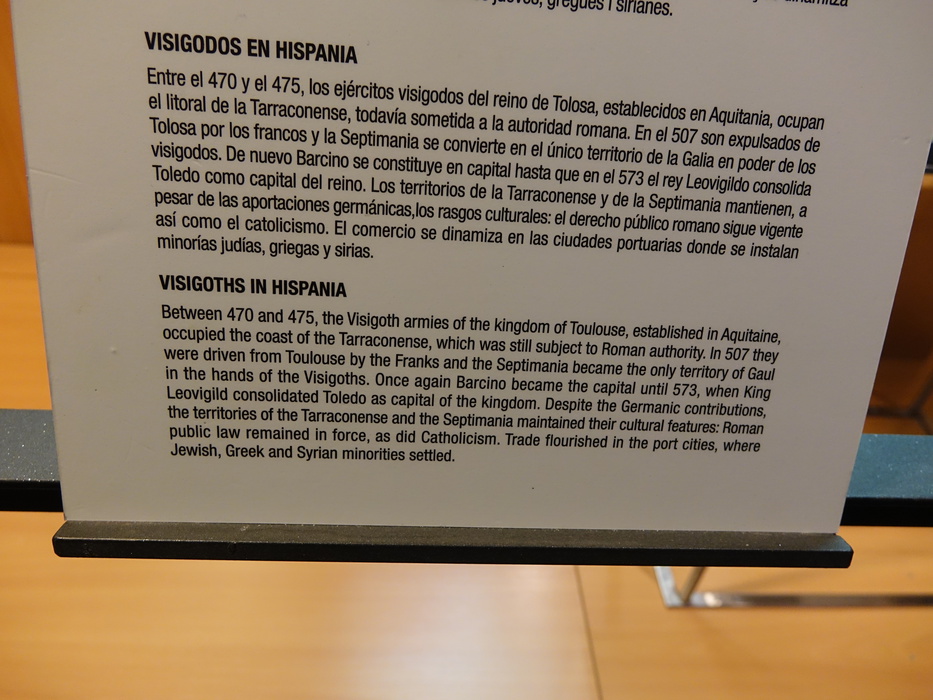 jueves, gregues i sirianes.
VISIGODOS EN HISPANIA
Entre el 470 y el 475, los ejércitos visigodos del reino de Tolosa, establecidos en Aquitania, ocupan
el litoral de la Tarraconense, todavía sometida a la autoridad romana. En el 507 son expulsados de
Tolosa por los francos y la Septimania se convierte en el único territorio de la Galia en poder de los
visigodos. De nuevo Barcino se constituye en capital hasta que en el 573 el rey Leovigildo consolida
Toledo como capital del reino. Los territorios de la Tarraconense y de la Septimania mantienen, a
pesar de las aportaciones germánicas,los rasgos culturales: el derecho público romano sigue vigente
así como el catolicismo. El comercio se dinamiza en las ciudades portuarias donde se instalan
minorías judías, griegas y sirias.
VISIGOTHS IN HISPANIA
Between 470 and 475, the Visigoth armies of the kingdom of Toulouse, established in Aquitaine,
occupied the coast of the Tarraconense, which was still subject to Roman authority. In 507 they
were driven from Toulouse by the Franks and the Septimania became the only territory of Gaul
in the hands of the Visigoths. Once again Barcino became the capital until 573, when King
Leovigild consolidated Toledo as capital of the kingdom. Despite the Germanic contributions,
the territories of the Tarraconense and the Septimania maintained their cultural features: Roman
public law remained in force, as did Catholicism. Trade flourished in the port cities, where
Jewish, Greek and Syrian minorities settled.